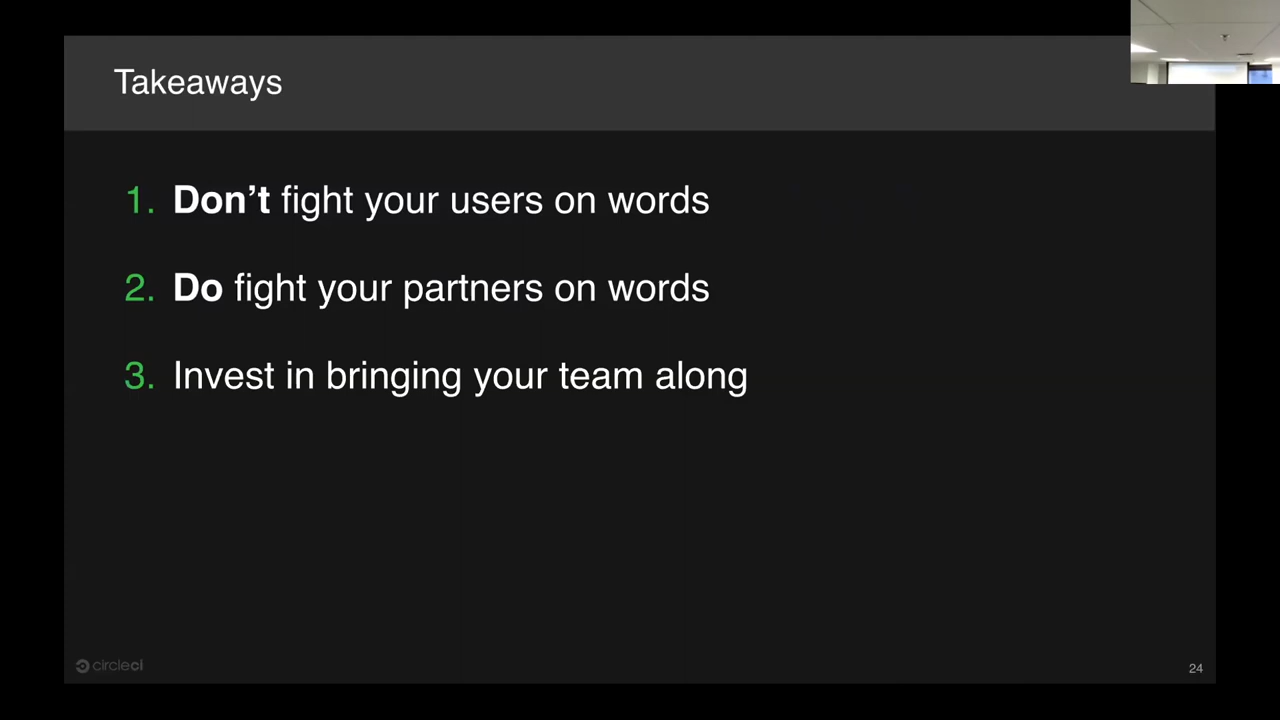 Takeaways
1. Don't fight your users on words
2. Do fight your partners on words
3. Invest in bringing your team along
circleci
24